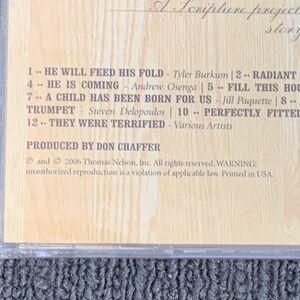 A Scripture project
story
1 •• HE WILL FEED HIS FOLD - Tyler Burkum | 2 •• RADIANT
4 •• HE IS COMING - Andrew Osenga | 5 •• FILL THIS HOU
7 •• A CHILD HAS BEEN BORN FOR US - Jill Paquette | 8 ••
TRUMPET - Steven Delopoulos | 10 •• PERFECTLY FITTE
12 •• THEY WERE TERRIFIED - Various Artists
PRODUCED BY DON CHAFFER
℗ and © 2006 Thomas Nelson, Inc. All rights reserved. WARNING:
unauthorized reproduction is a violation of applicable law. Printed in USA.